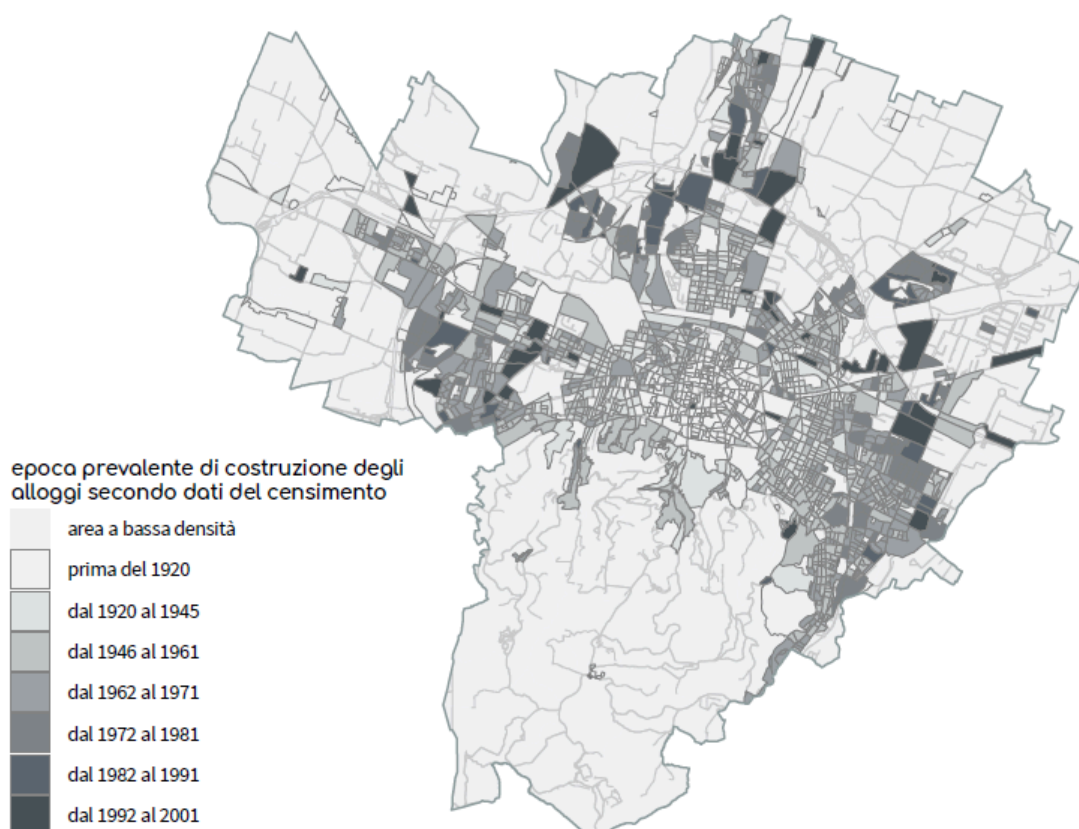 epoca prevalente di costruzione degli
alloggi secondo dati del censimento
area a bassa densità
prima del 1920
dal 1920 al 1945
dal 1946 al 1961
dal 1962 al 1971
dal 1972 al 1981
dal 1982 al 1991
dal 1992 al 2001